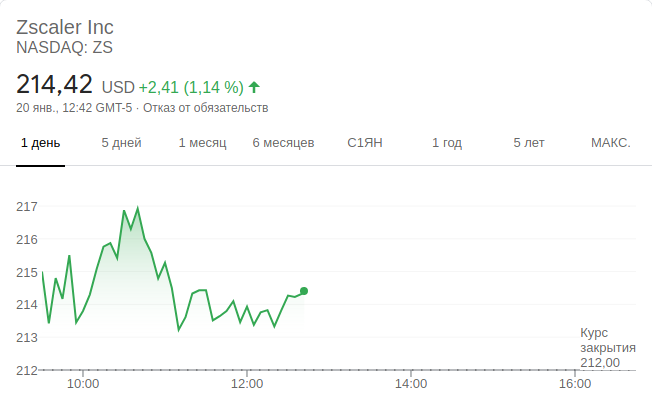 Zscaler Inc
NASDAQ: ZS
214,42 USD +2,41 (1,14 %)
20 янв., 12:42 GMT-5 · Отказ от обязательств
1 день 5 дней 1 месяц 6 месяцев С1ЯН 1 год 5 лет МАКС.
217
216
215
214
213
Курс
закрытия
212,00
212
10:00 12:00 14:00 16:00